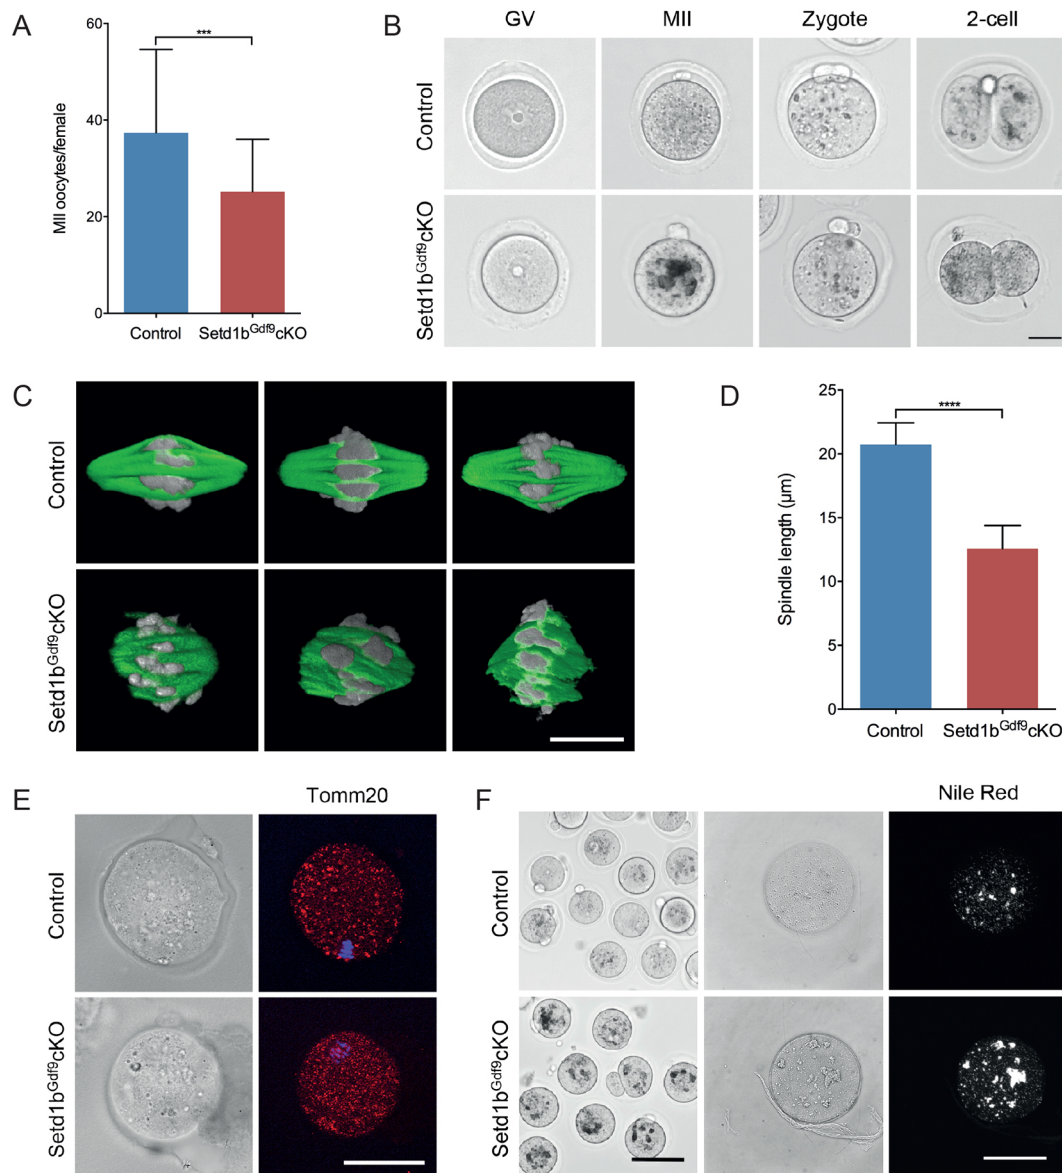 A
60
40
20
0
MII oocytes/female
***
Control
Setd1bGdf9cKO
B
GV
MII
Zygote
2-cell
Control
Setd1bGdf9cKO
C
Control
Setd1bGdf9cKO
D
25
20
15
10
5
0
Spindle length (µm)
****
Control
Setd1bGdf9cKO
E
Tomm20
Control
Setd1bGdf9cKO
F
Nile Red
Control
Setd1bGdf9cKO